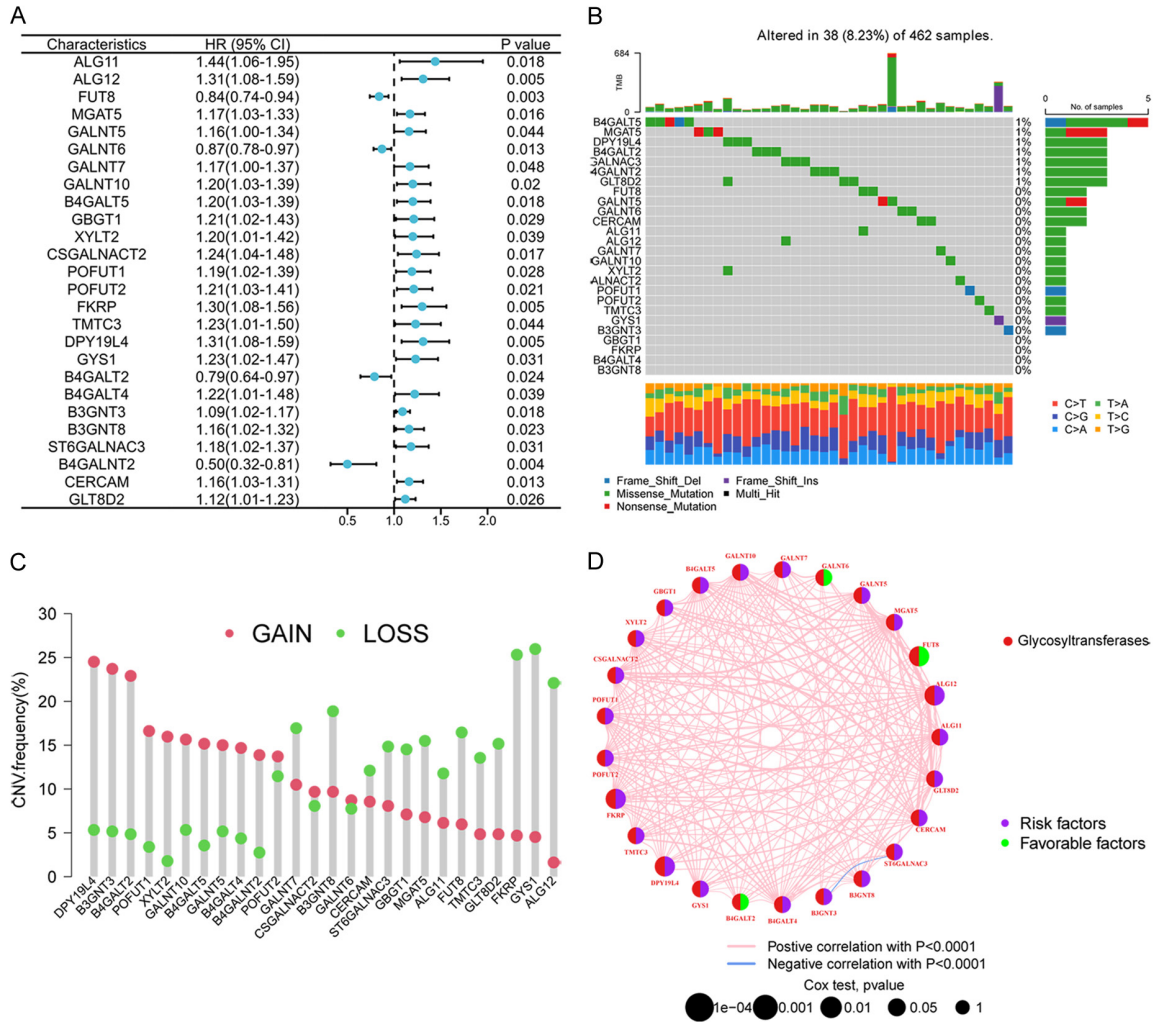 A
Characteristics HR (95% CI) P value
ALG11 1.44(1.06-1.95) 0.018
ALG12 1.31(1.08-1.59) 0.005
FUT8 0.84(0.74-0.94) 0.003
MGAT5 1.17(1.03-1.33) 0.016
GALNT5 1.16(1.00-1.34) 0.044
GALNT6 0.87(0.78-0.97) 0.013
GALNT7 1.17(1.00-1.37) 0.048
GALNT10 1.20(1.03-1.39) 0.02
B4GALT5 1.20(1.03-1.39) 0.018
GBGT1 1.21(1.02-1.43) 0.029
XYLT2 1.20(1.01-1.42) 0.039
CSGALNACT2 1.24(1.04-1.48) 0.017
POFUT1 1.19(1.02-1.39) 0.028
POFUT2 1.21(1.03-1.41) 0.021
FKRP 1.30(1.08-1.56) 0.005
TMTC3 1.23(1.01-1.50) 0.044
DPY19L4 1.31(1.08-1.59) 0.005
GYS1 1.23(1.02-1.47) 0.031
B4GALT2 0.79(0.64-0.97) 0.024
B4GALT4 1.22(1.01-1.48) 0.039
B3GNT3 1.09(1.02-1.17) 0.018
B3GNT8 1.16(1.02-1.32) 0.023
ST6GALNAC3 1.18(1.02-1.37) 0.031
B4GALNT2 0.50(0.32-0.81) 0.004
CERCAM 1.16(1.03-1.31) 0.013
GLT8D2 1.12(1.01-1.23) 0.026
0.5 1.0 1.5 2.0
B
Altered in 38 (8.23%) of 462 samples.
684
TMB
0
0 5
No. of samples
B4GALT5 1%
MGAT5 1%
DPY19L4 1%
B4GALT2 1%
GALNAC3 1%
4GALNT2 1%
GLT8D2 1%
FUT8 0%
GALNT5 0%
GALNT6 0%
CERCAM 0%
ALG11 0%
ALG12 0%
GALNT7 0%
GALNT10 0%
XYLT2 0%
ALNACT2 0%
POFUT1 0%
POFUT2 0%
TMTC3 0%
GYS1 0%
B3GNT3 0%
GBGT1 0%
FKRP 0%
B4GALT4 0%
B3GNT8 0%
C>T T>A
C>G T>C
C>A T>G
Frame_Shift_Del Frame_Shift_Ins
Missense_Mutation Multi_Hit
Nonsense_Mutation
C
GAIN LOSS
CNV.frequency(%)
30
25
20
15
10
5
0
DPY19L4
B3GNT3
B4GALT2
POFUT1
XYLT2
GALNT10
B4GALT5
GALNT5
B4GALT4
B4GALNT2
POFUT2
GALNT7
CSGALNACT2
B3GNT8
GALNT6
CERCAM
ST6GALNAC3
GBGT1
MGAT5
ALG11
FUT8
TMTC3
GLT8D2
FKRP
GYS1
ALG12
D
GALNT10
GALNT7
GALNT6
B4GALT5
GALNT5
GBGT1
MGAT5
XYLT2
FUT8
CSGALNACT2
ALG12
POFUT1
ALG11
POFUT2
GLT8D2
FKRP
CERCAM
TMTC3
ST6GALNAC3
DPY19L4
B3GNT8
GYS1
B3GNT3
B4GALT2
B4GALT4
Glycosyltransferases
Risk factors
Favorable factors
Postive correlation with P<0.0001
Negative correlation with P<0.0001
Cox test, pvalue
1e-04 0.001 0.01 0.05 1